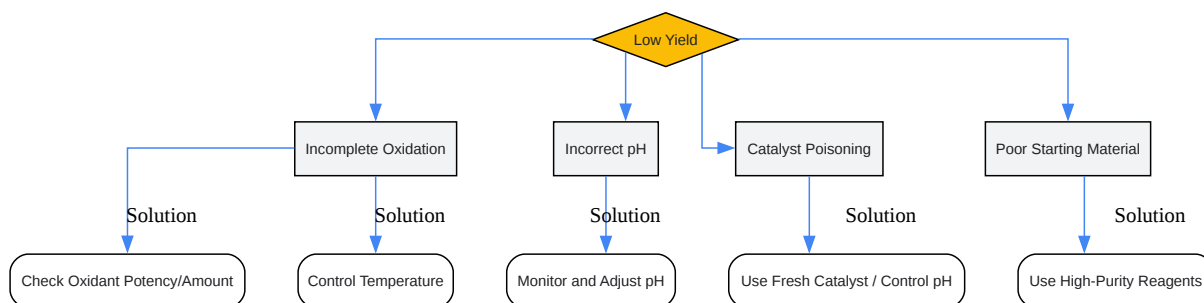 Low Yield
Incomplete Oxidation
Incorrect pH
Catalyst Poisoning
Poor Starting Material
Solution
Solution
Solution
Solution
Solution
Check Oxidant Potency/Amount
Control Temperature
Monitor and Adjust pH
Use Fresh Catalyst / Control pH
Use High-Purity Reagents